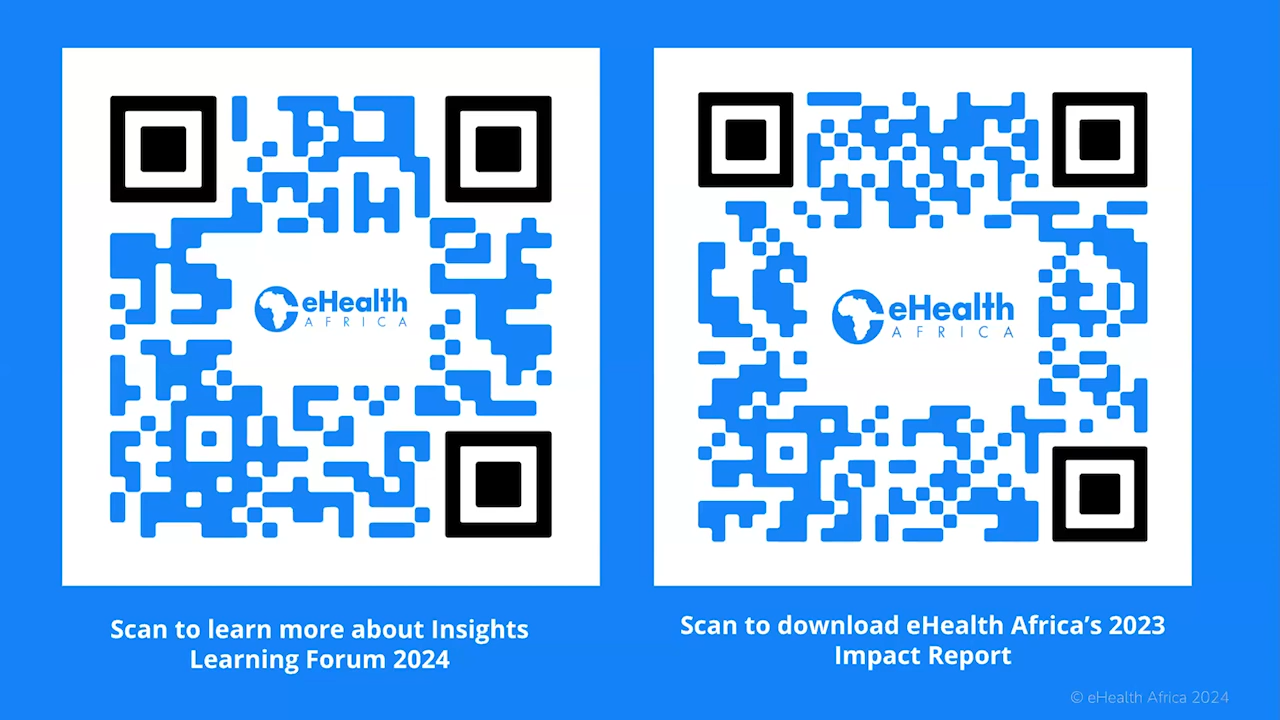 eHealth
AFRICA
eHealth
AFRICA
Scan to learn more about Insights
Learning Forum 2024
Scan to download eHealth Africa’s 2023
Impact Report
© eHealth Africa 2024